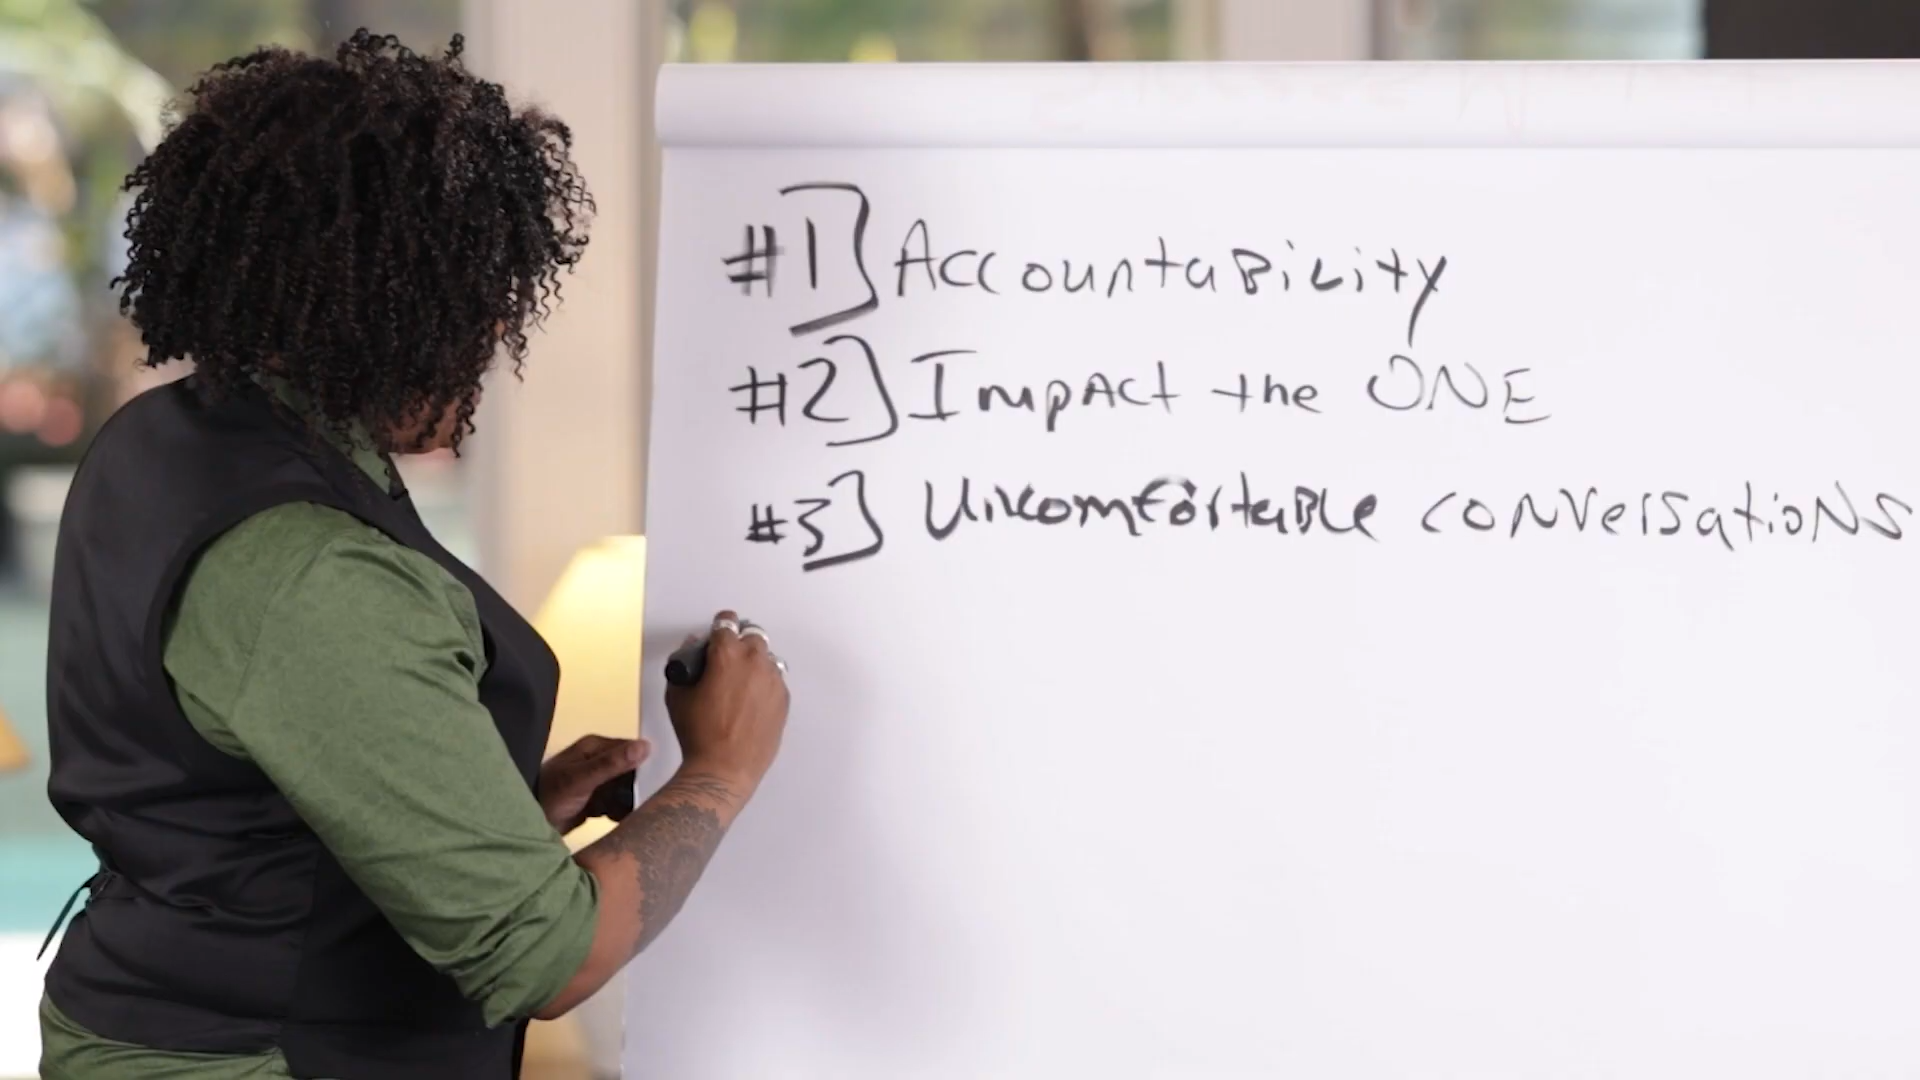 #1] Accountability
#2] Impact the ONE
#3] Uncomfortable conversations